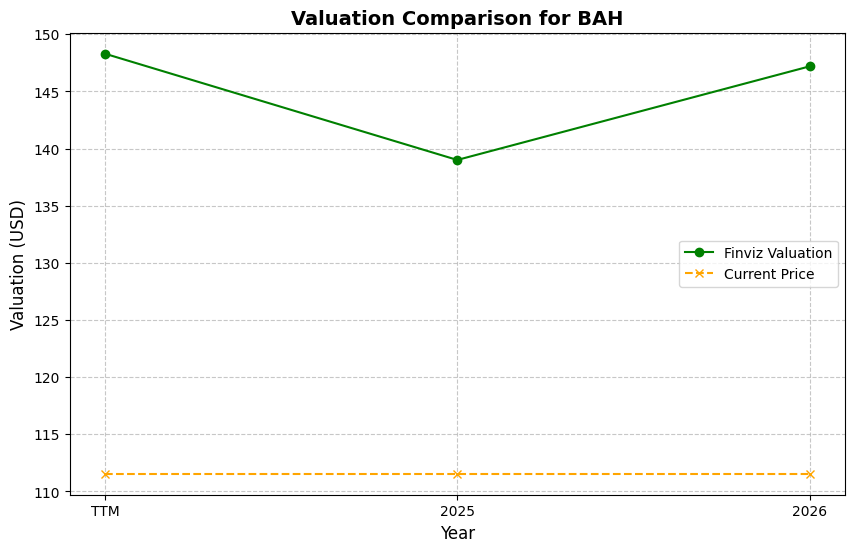 Valuation Comparison for BAH
Valuation (USD)
150
145
140
135
130
125
120
115
110
Finviz Valuation
Current Price
TTM
2025
2026
Year